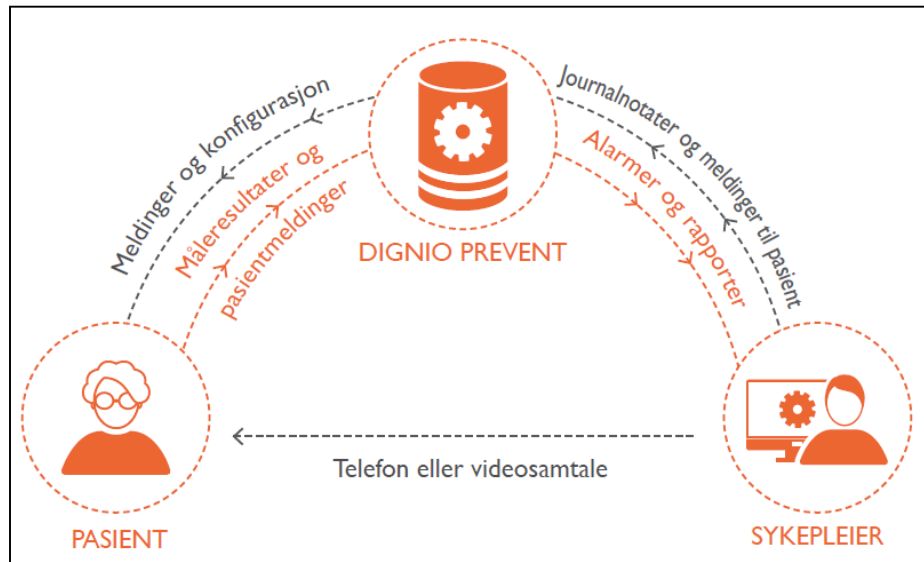 Meldinger og konfigurasjon
Måleresultater og
pasientmeldinger
DIGNIO PREVENT
Journalnotater og meldinger til pasient
Alarmer og rapporter
Telefon eller videosamtale
PASIENT
SYKEPLEIER